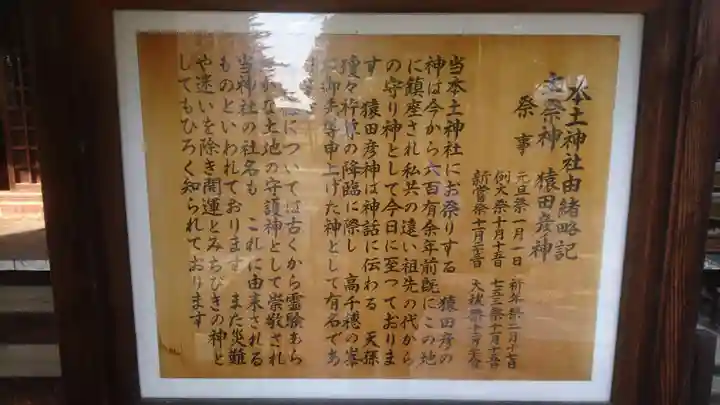 本土神社由緒略記
主祭神 猿田彦神
祭事
元旦祭一月一日 新年祭二月十七日
例大祭十月十五日 七五三祭十一月十五日
新嘗祭十一月二十三日 大祓祭十二月
当本土神社にお祭りする 猿田彦の
神は今から六百有余年前既にこの地
に鎮座され私共の遠い祖先の代から
の守り神として今日に至つておりま
す 猿田彦神は神話に伝わる 天孫
瓊々杵尊の降臨に際し 高千穂の峯
に御先導申上げた神として有名であ
については古くから霊験あら
かな土地の守護神として崇敬され
当神社の社名も これに由来される
ものといわれております また災難
や迷いを除き開運とみちびきの神と
してもひろく知られております